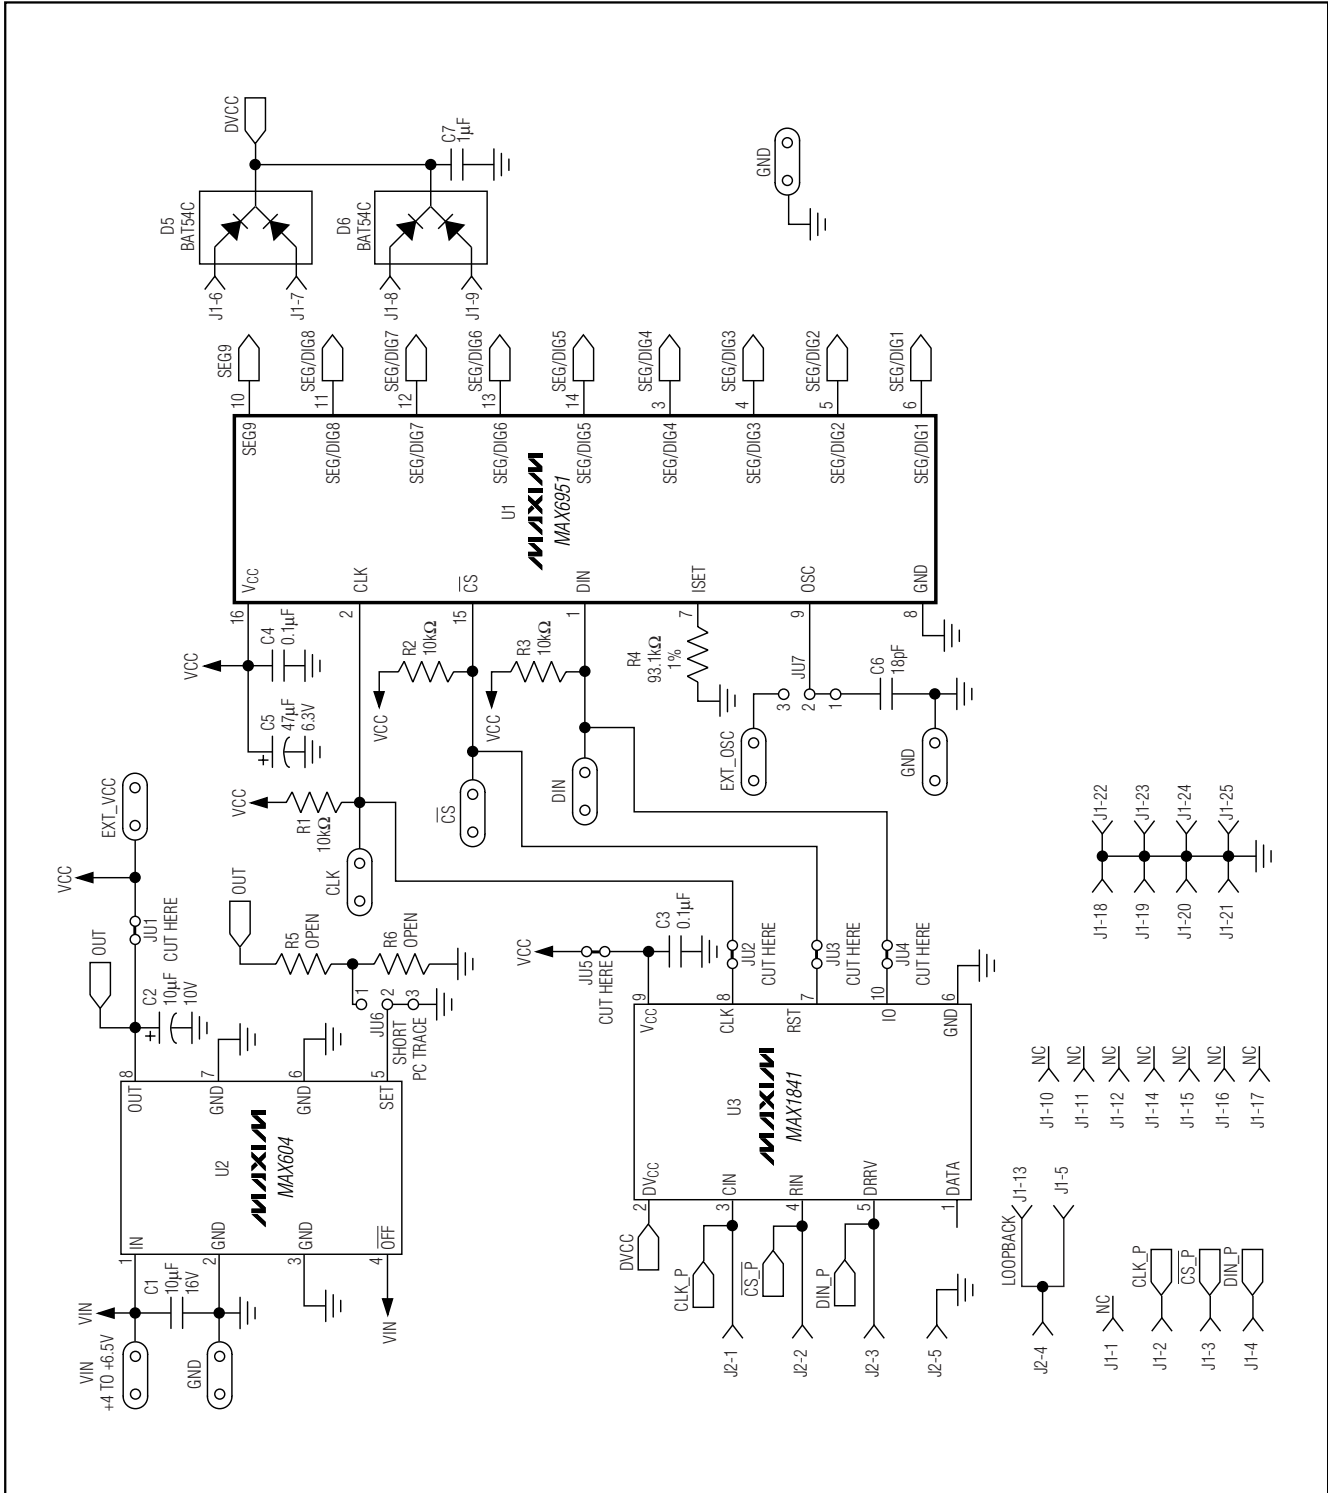 VIN
+4 TO +6.5V
VIN
C1
10µF
16V
GND
1
2
3
4
IN
GND
GND
OFF
VIN
U2
MAXIM
MAX604
OUT
GND
GND
SET
8
7
6
5
OUT
C2
10µF
10V
JU1
CUT HERE
VCC
EXT_VCC
OUT
R5
OPEN
R6
OPEN
1
2
3
JU6
SHORT
PC TRACE
VCC
C5
47µF
6.3V
C4
0.1µF
VCC
R1
10kΩ
CLK
VCC
R2
10kΩ
CS
VCC
R3
10kΩ
DIN
R4
93.1kΩ
1%
EXT_OSC
3
2
1
JU7
C6
18pF
GND
16
2
15
1
7
9
8
VCC
CLK
CS
DIN
ISET
OSC
GND
U1
MAXIM
MAX6951
SEG9
SEG/DIG8
SEG/DIG7
SEG/DIG6
SEG/DIG5
SEG/DIG4
SEG/DIG3
SEG/DIG2
SEG/DIG1
10
11
12
13
14
3
4
5
6
SEG9
SEG/DIG8
SEG/DIG7
SEG/DIG6
SEG/DIG5
SEG/DIG4
SEG/DIG3
SEG/DIG2
SEG/DIG1
J1-6
J1-7
D5
BAT54C
DVCC
J1-8
J1-9
D6
BAT54C
C7
1µF
GND
DVCC
CLK_P
CS_P
DIN_P
J2-1
J2-2
J2-3
J2-5
2
3
4
5
1
DVCC
CIN
RIN
DRRV
DATA
U3
MAXIM
MAX1841
VCC
CLK
RST
IO
GND
9
8
7
10
6
VCC
JU5
CUT HERE
C3
0.1µF
JU2
CUT HERE
JU3
CUT HERE
JU4
CUT HERE
J2-4
LOOPBACK
J1-13
J1-5
J1-1
NC
J1-2
CLK_P
J1-3
CS_P
J1-4
DIN_P
J1-10
NC
J1-11
NC
J1-12
NC
J1-14
NC
J1-15
NC
J1-16
NC
J1-17
NC
J1-18
J1-22
J1-19
J1-23
J1-20
J1-24
J1-21
J1-25